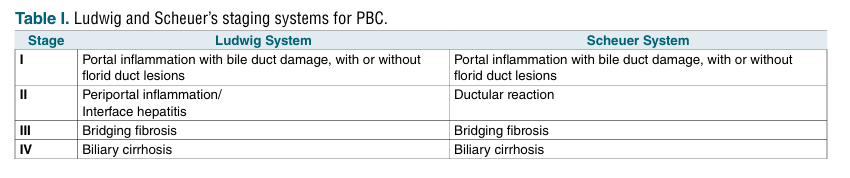 Table I. Ludwig and Scheuer's staging systems for PBC.
Stage Ludwig System Scheuer System
I Portal inflammation with bile duct damage, with or without Portal inflammation with bile duct damage, with or without
florid duct lesions florid duct lesions
II Periportal inflammation/ Ductular reaction
Interface hepatitis
III Bridging fibrosis Bridging fibrosis
IV Biliary cirrhosis Biliary cirrhosis